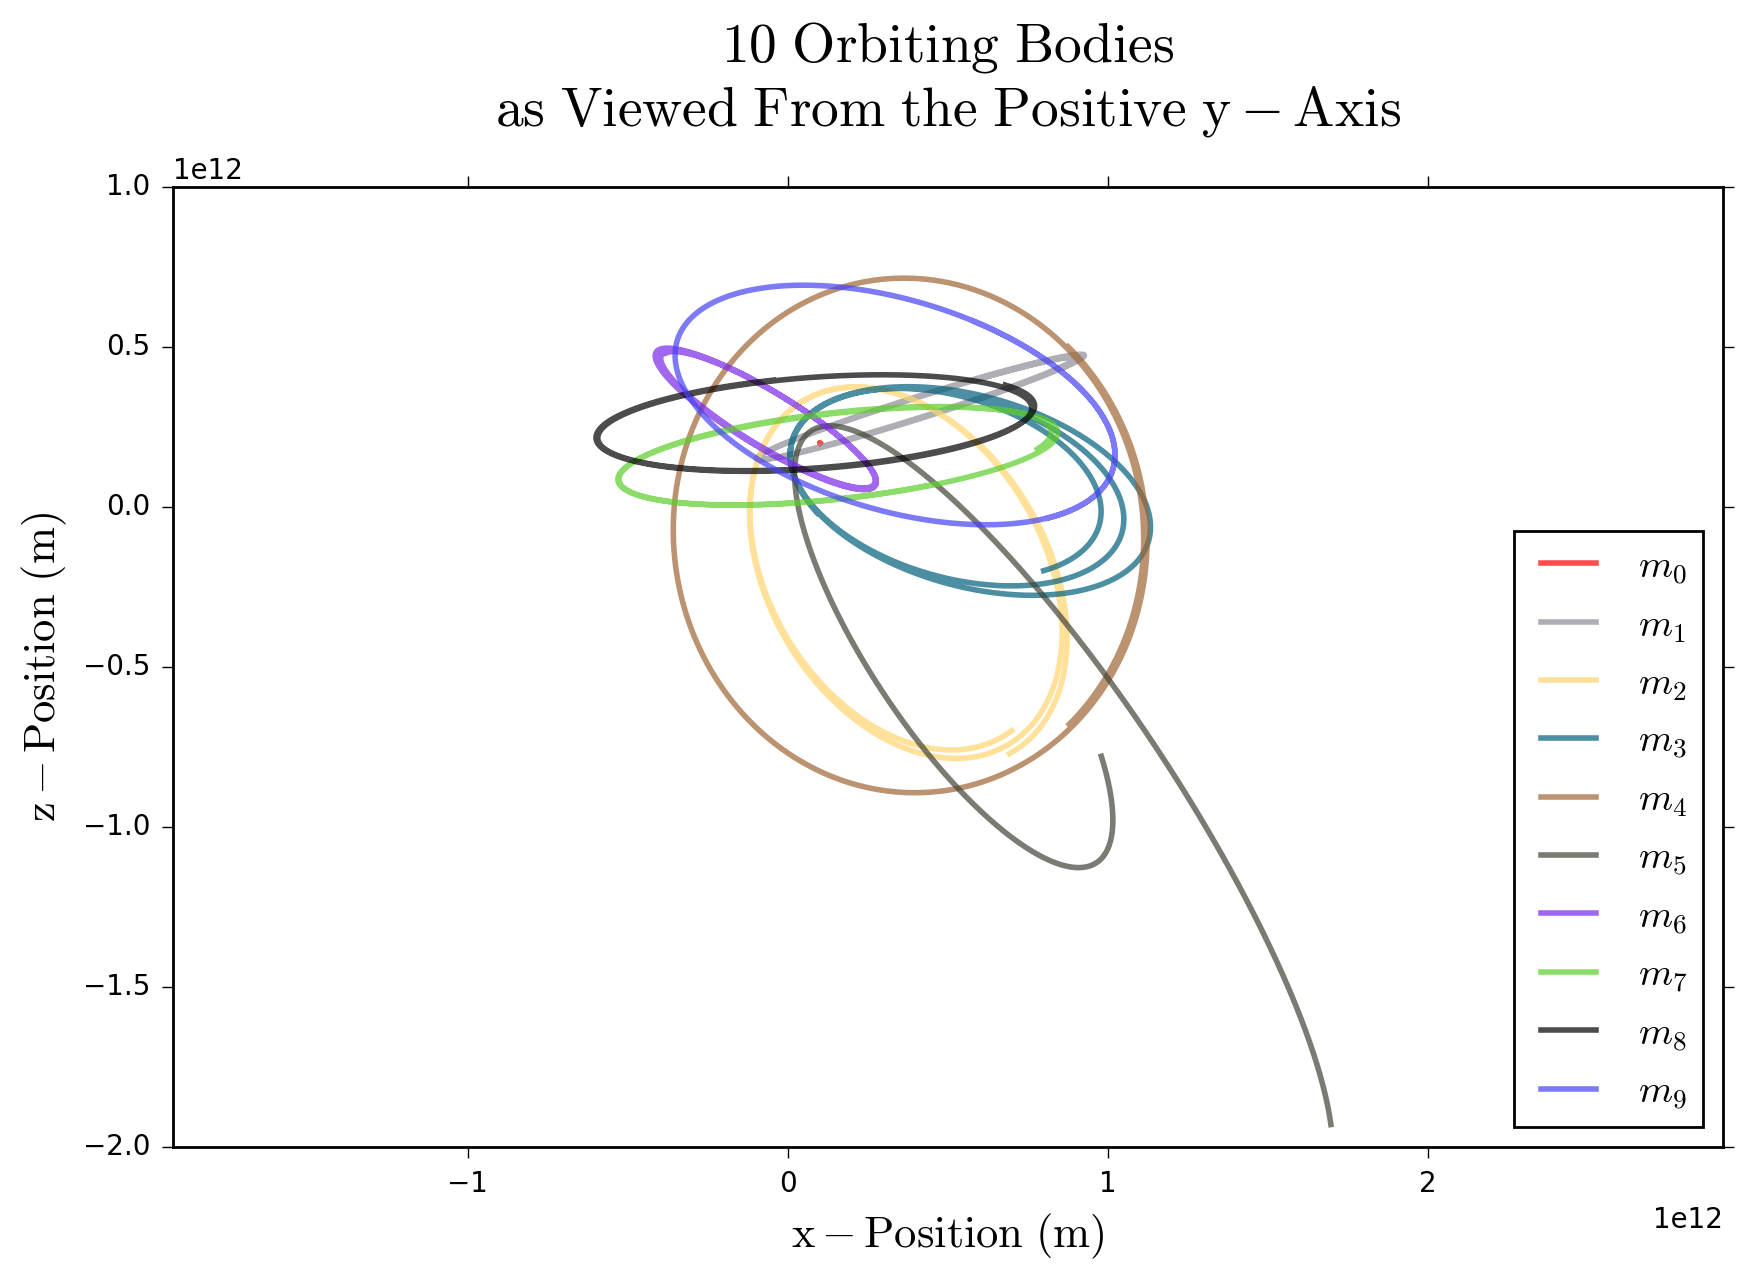 10 Orbiting Bodies
as Viewed From the Positive y − Axis
1e12
1.0
0.5
0.0
−0.5
−1.0
−1.5
−2.0
z − Position (m)
−1 0 1 2
1e12
x − Position (m)
m0
m1
m2
m3
m4
m5
m6
m7
m8
m9